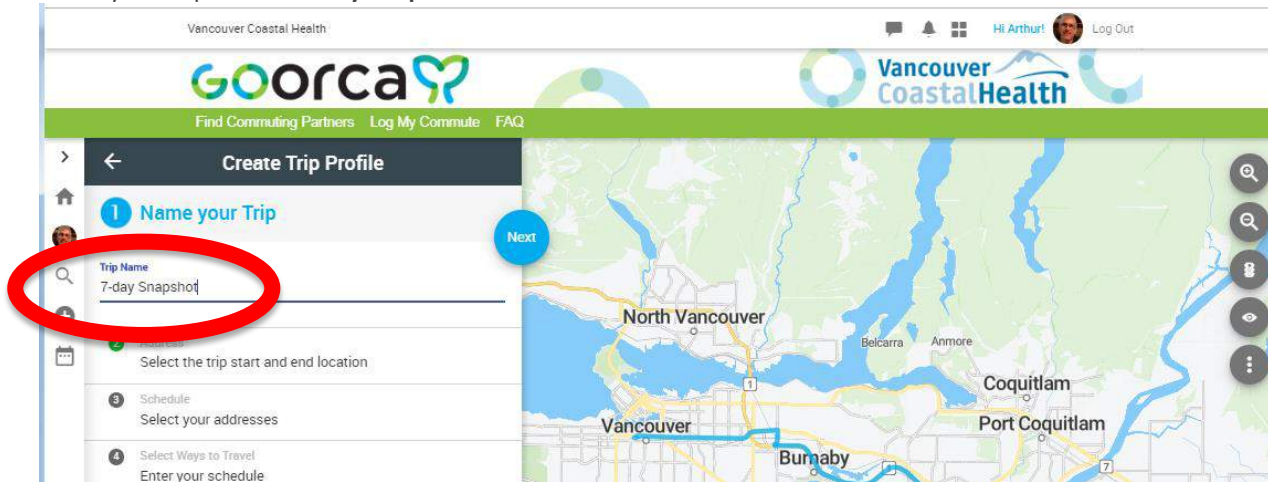 Vancouver Coastal Health
Hi Arthur! Log Out
GOorca
Vancouver
CoastalHealth
Find Commuting Partners Log My Commute FAQ
Create Trip Profile
1 Name your Trip
Next
Trip Name
7-day Snapshot
2 Address
Select the trip start and end location
3 Schedule
Select your addresses
4 Select Ways to Travel
Enter your schedule
North Vancouver
Belcarra
Anmore
1
Coquitlam
Port Coquitlam
Vancouver
Burnaby
7